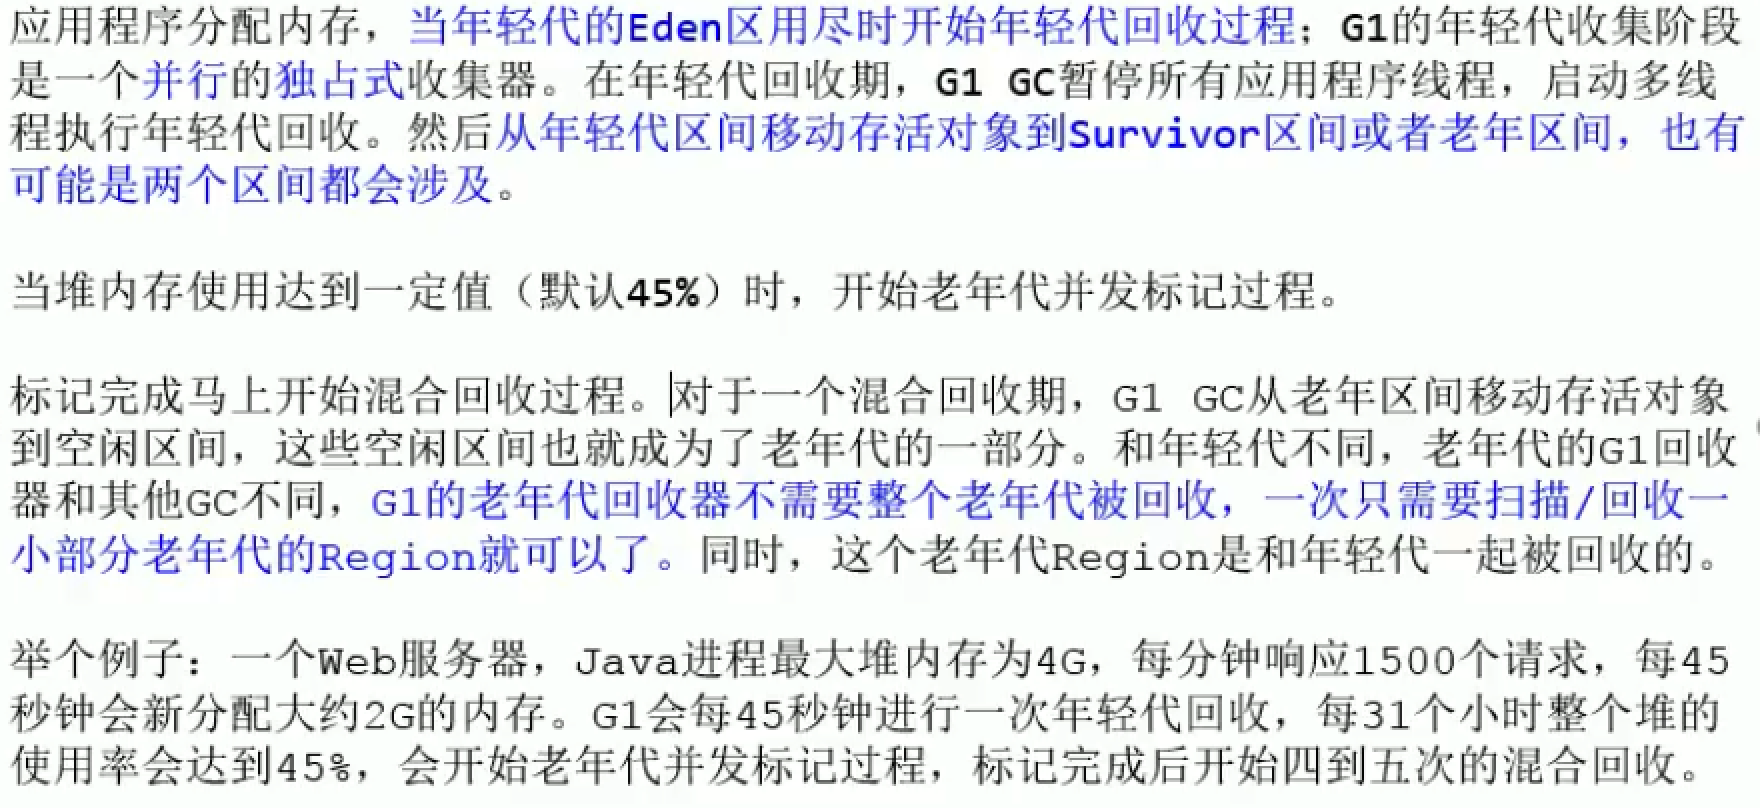 应用程序分配内存，当年轻代的Eden区用尽时开始年轻代回收过程；G1的年轻代收集阶段
是一个并行的独占式收集器。在年轻代回收期，G1 GC暂停所有应用程序线程，启动多线
程执行年轻代回收。然后从年轻代区间移动存活对象到Survivor区间或者老年区间，也有
可能是两个区间都会涉及。
当堆内存使用达到一定值（默认45%）时，开始老年代并发标记过程。
标记完成马上开始混合回收过程。对于一个混合回收期，G1 GC从老年区间移动存活对象
到空闲区间，这些空闲区间也就成为了老年代的一部分。和年轻代不同，老年代的G1回收
器和其他GC不同，G1的老年代回收器不需要整个老年代被回收，一次只需要扫描/回收一
小部分老年代的Region就可以了。同时，这个老年代Region是和年轻代一起被回收的。
举个例子：一个Web服务器，Java进程最大堆内存为4G，每分钟响应1500个请求，每45
秒钟会新分配大约2G的内存。G1会每45秒钟进行一次年轻代回收，每31个小时整个堆的
使用率会达到45%，会开始老年代并发标记过程，标记完成后开始四到五次的混合回收。